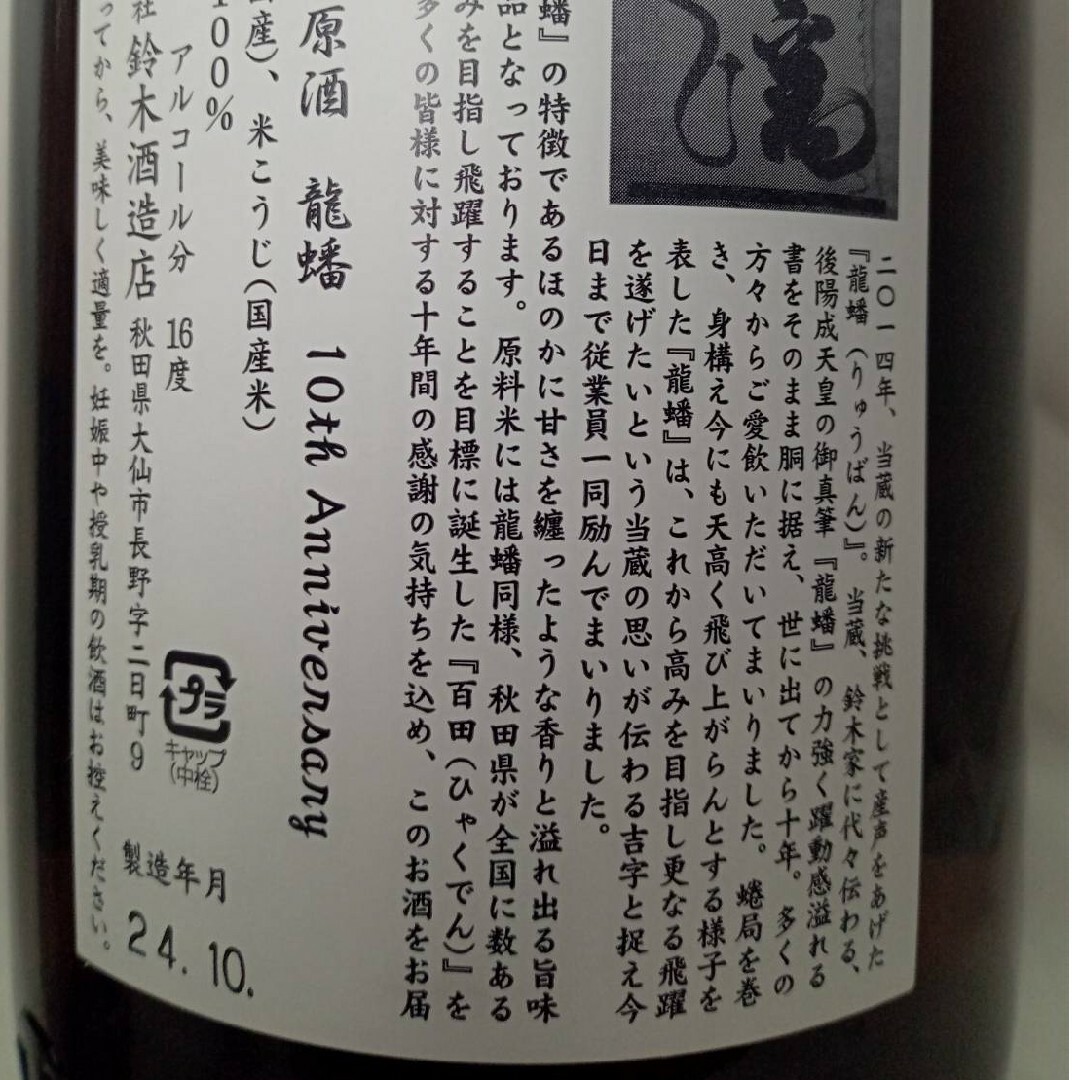 二〇一四年、当蔵の新たな挑戦として産声をあげた
『龍蟠（りゅうばん）』。当蔵、鈴木家に代々伝わる、
後陽成天皇の御真筆『龍蟠』の力強く躍動感溢れる
書をそのまま胴に据え、世に出てから十年。多くの
方々からご愛飲いただいてまいりました。蜷局を巻
き、身構え今にも天高く飛び上がらんとする様子を
表した『龍蟠』は、これから高みを目指し更なる飛躍
を遂げたいという当蔵の思いが伝わる吉字と捉え今
日まで従業員一同励んでまいりました。
蟠』の特徴であるほのかに甘さを纏ったような香りと溢れ出る旨味
品となっております。原料米には龍蟠同様、秋田県が全国に数ある
みを目指し飛躍することを目標に誕生した『百田（ひゃくでん）』を
多くの皆様に対する十年間の感謝の気持ちを込め、このお酒をお届
原酒 龍蟠 10th Anniversary
産）、米こうじ（国産米）
100%
アルコール分 16度
社 鈴木酒造店 秋田県大仙市長野字二日町9
ってから、美味しく適量を。妊娠中や授乳期の飲酒はお控えください。
プラ
キャップ
（中栓）
製造年月
24.10.